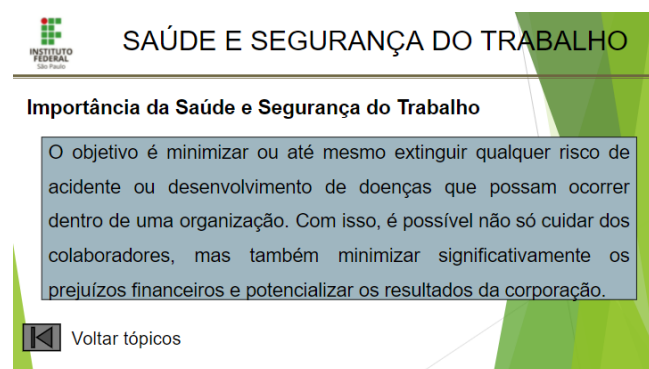 INSTITUTO
FEDERAL
São Paulo
SAÚDE E SEGURANÇA DO TRABALHO
Importância da Saúde e Segurança do Trabalho
O objetivo é minimizar ou até mesmo extinguir qualquer risco de
acidente ou desenvolvimento de doenças que possam ocorrer
dentro de uma organização. Com isso, é possível não só cuidar dos
colaboradores, mas também minimizar significativamente os
prejuízos financeiros e potencializar os resultados da corporação.
Voltar tópicos